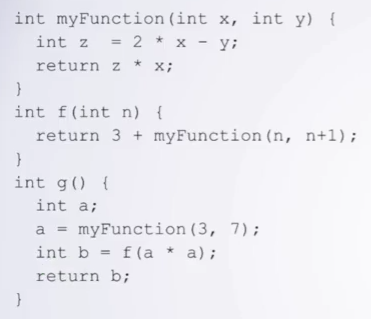 int myFunction(int x, int y) {
  int z  = 2 * x - y;
  return z * x;
}
int f(int n) {
  return 3 + myFunction(n, n+1);
}
int g() {
  int a;
  a = myFunction(3, 7);
  int b = f(a * a);
  return b;
}